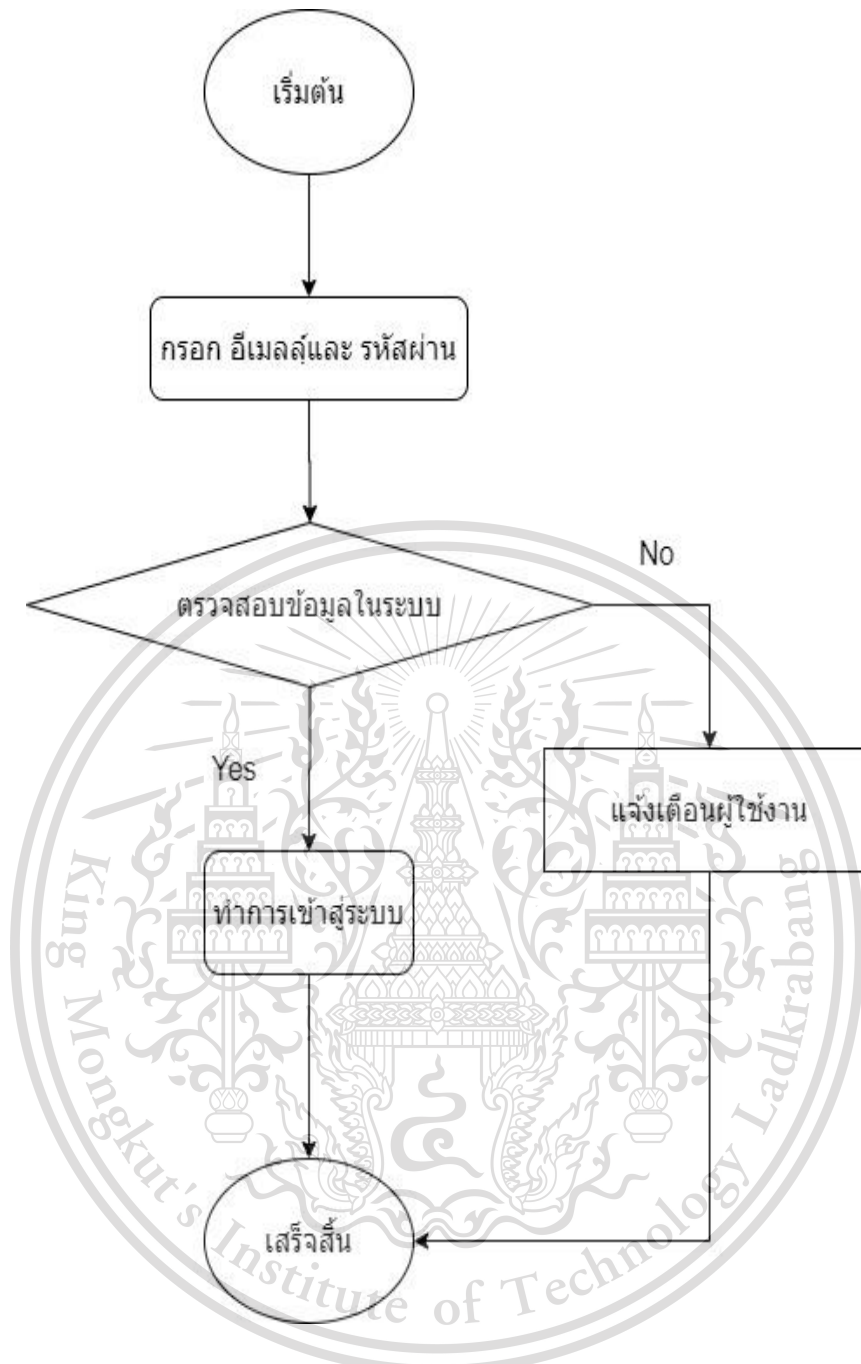 เริ่มต้น
กรอก อีเมลลุ์และ รหัสผ่าน
ตรวจสอบข้อมูลในระบบ
No
Yes
แจ้งเตือนผู้ใช้งาน
ทำการเข้าสู่ระบบ
เสร็จสิ้น
King Mongkut's Institute of Technology Ladkrabang